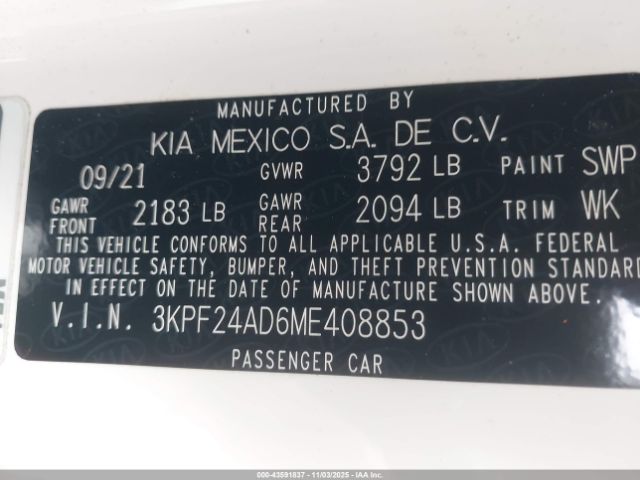 MANUFACTURED BY
KIA MEXICO S.A. DE C.V.
09/21 GVWR 3792 LB PAINT SWP
GAWR FRONT 2183 LB GAWR REAR 2094 LB TRIM WK
THIS VEHICLE CONFORMS TO ALL APPLICABLE U.S.A. FEDERAL
MOTOR VEHICLE SAFETY, BUMPER, AND THEFT PREVENTION STANDARD
IN EFFECT ON THE DATE OF MANUFACTURE SHOWN ABOVE
V.I.N. 3KPF24AD6ME408853
PASSENGER CAR
000-43591837 - 11/03/2025 - IAA Inc.